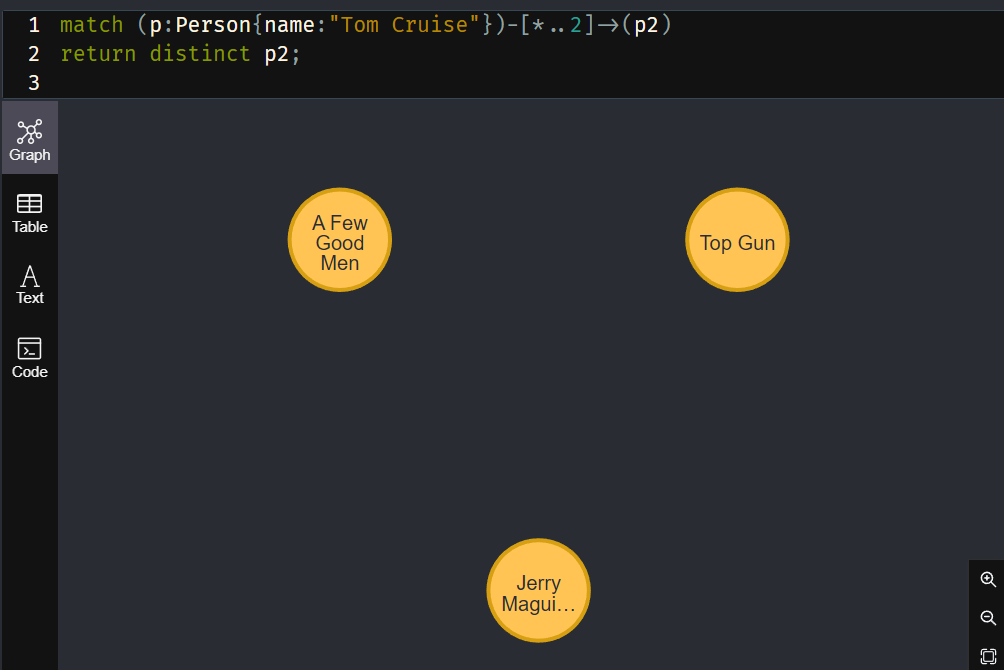 1 match (p:Person{name:"Tom Cruise"})-[*..2]->(p2)
2 return distinct p2;
3
Graph
Table
Text
Code
A Few
Good
Men
Top Gun
Jerry
Magui...